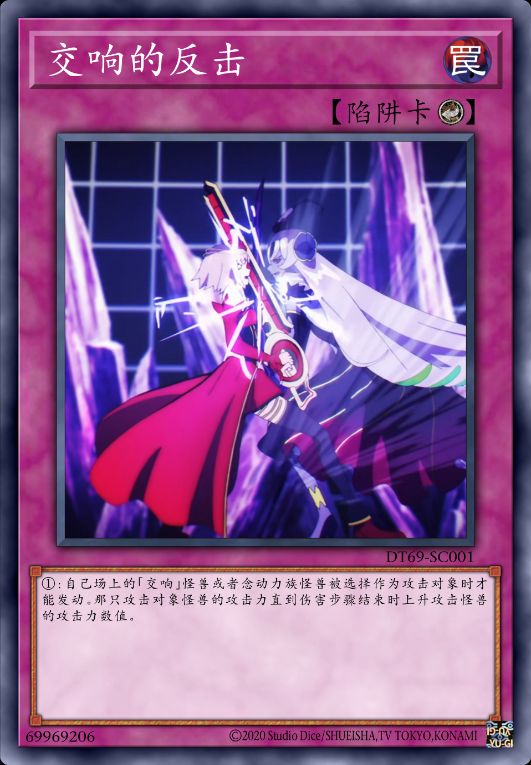 交响的反击
罠
【陷阱卡】
DT69-SC001
①:自己场上的「交响」怪兽或者念动力族怪兽被选择作为攻击对象时才
能发动。那只攻击对象怪兽的攻击力直到伤害步骤结束时上升攻击怪兽
的攻击力数值。
69969206
©2020 Studio Dice/SHUEISHA,TV TOKYO,KONAMI